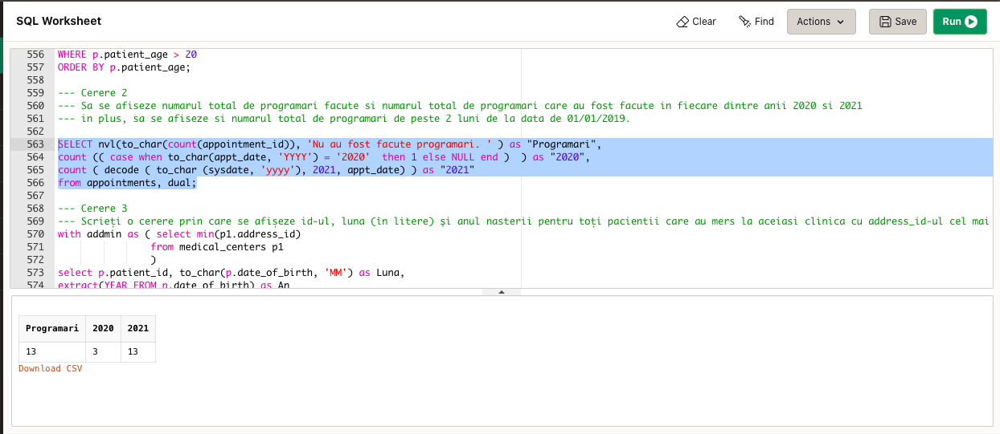 SQL Worksheet
Clear
Find
Actions
Save
Run
556 WHERE p.patient_age > 20
557 ORDER BY p.patient_age;
558
559 --- Cerere 2
560 --- Sa se afiseze numarul total de programari facute si numarul total de programari care au fost facute in fiecare dintre anii 2020 si 2021
561 --- in plus, sa se afiseze si numarul total de programari de peste 2 luni de la data de 01/01/2019.
562
563 SELECT nvl(to_char(count(appointment_id)), 'Nu au fost facute programari. ' ) as "Programari",
564 count (( case when to_char(appt_date, 'YYYY') = '2020'  then 1 else NULL end )  ) as "2020",
565 count ( decode ( to_char (sysdate, 'yyyy'), 2021, appt_date) ) as "2021"
566 from appointments, dual;
567
568 --- Cerere 3
569 --- Scrieți o cerere prin care se afișeze id-ul, luna (în litere) și anul nasterii pentru toți pacientii care au mers la aceiasi clinica cu address_id-ul cel mai
570 with addmin as ( select min(p1.address_id)
571 from medical_centers p1
572 )
573 select p.patient_id, to_char(p.date_of_birth, 'MM') as Luna,
574 extract(YEAR FROM p.date_of_birth) as An
Programari 2020 2021
13 3 13
Download CSV